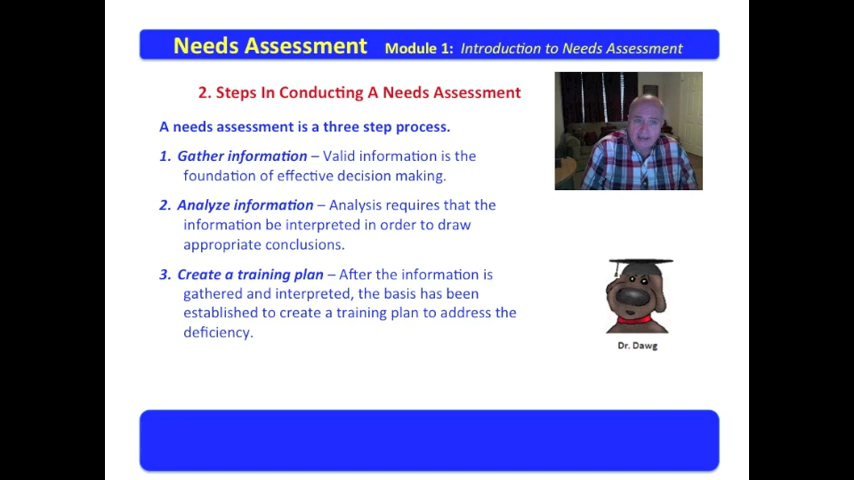 Needs Assessment Module 1: Introduction to Needs Assessment
2. Steps In Conducting A Needs Assessment
A needs assessment is a three step process.
1. Gather information – Valid information is the
foundation of effective decision making.
2. Analyze information – Analysis requires that the
information be interpreted in order to draw
appropriate conclusions.
3. Create a training plan – After the information is
gathered and interpreted, the basis has been
established to create a training plan to address the
deficiency.
Dr. Dawg